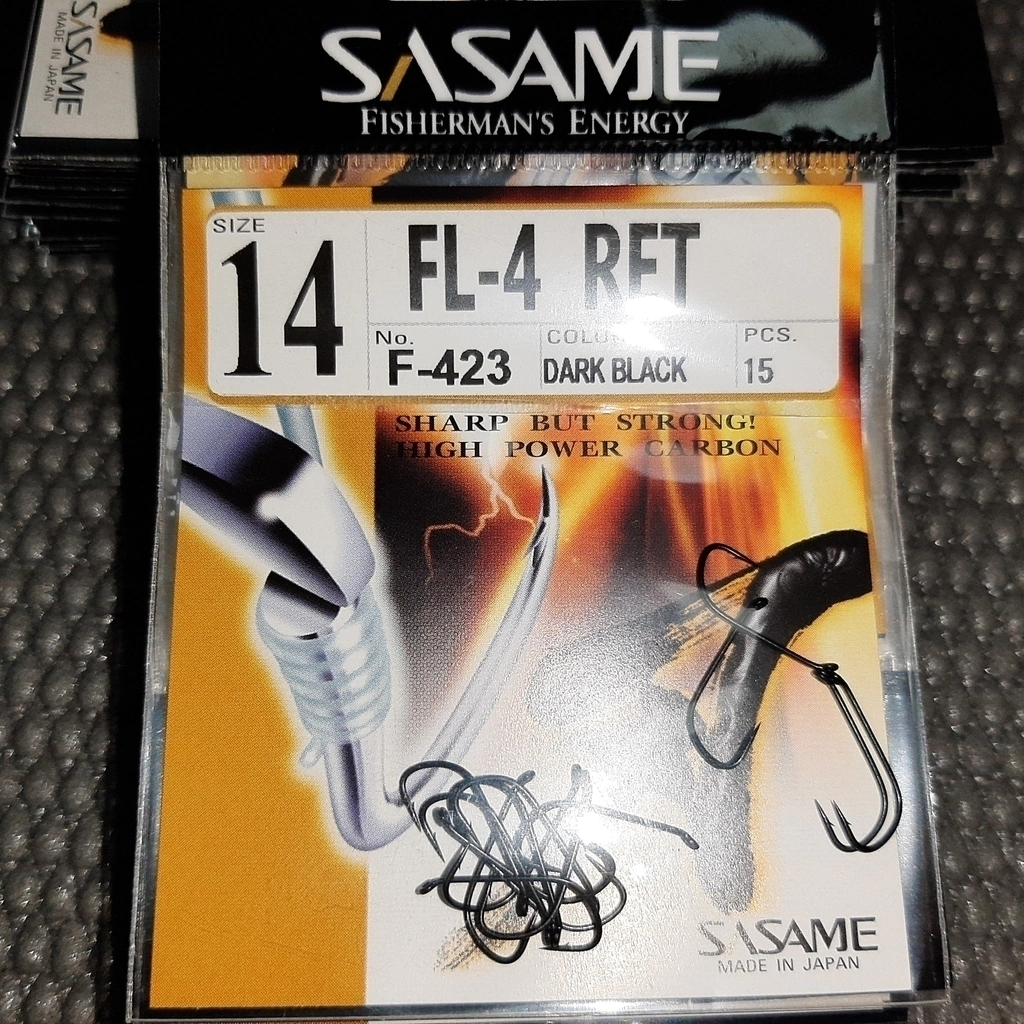 SASAME
MADE IN JAPAN
SASAME
FISHERMAN'S ENERGY
SIZE
14
FL-4 RFT
No.
F-423
DARK BLACK
PCS.
15
SHARP BUT STRONG!
HIGH POWER CARBON
SASAME
MADE IN JAPAN